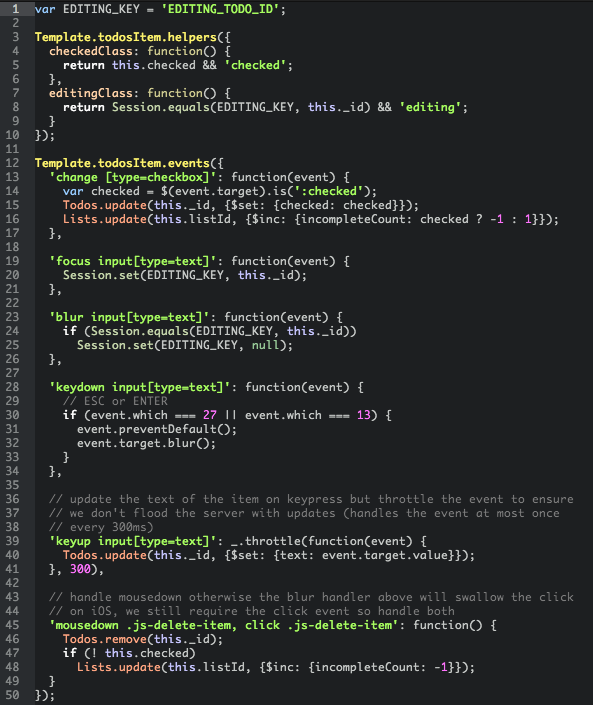 1 var EDITING_KEY = 'EDITING_TODO_ID';
2
3 Template.todosItem.helpers({
4   checkedClass: function() {
5     return this.checked && 'checked';
6   },
7   editingClass: function() {
8     return Session.equals(EDITING_KEY, this._id) && 'editing';
9   }
10 });
11
12 Template.todosItem.events({
13   'change [type=checkbox]': function(event) {
14     var checked = $(event.target).is(':checked');
15     Todos.update(this._id, {$set: {checked: checked}});
16     Lists.update(this.listId, {$inc: {incompleteCount: checked ? -1 : 1}});
17   },
18
19   'focus input[type=text]': function(event) {
20     Session.set(EDITING_KEY, this._id);
21   },
22
23   'blur input[type=text]': function(event) {
24     if (Session.equals(EDITING_KEY, this._id))
25       Session.set(EDITING_KEY, null);
26   },
27
28   'keydown input[type=text]': function(event) {
29     // ESC or ENTER
30     if (event.which === 27 || event.which === 13) {
31       event.preventDefault();
32       event.target.blur();
33     }
34   },
35
36   // update the text of the item on keypress but throttle the event to ensure
37   // we don't flood the server with updates (handles the event at most once
38   // every 300ms)
39   'keyup input[type=text]': _.throttle(function(event) {
40     Todos.update(this._id, {$set: {text: event.target.value}});
41   }, 300),
42
43   // handle mousedown otherwise the blur handler above will swallow the click
44   // on iOS, we still require the click event so handle both
45   'mousedown .js-delete-item, click .js-delete-item': function() {
46     Todos.remove(this._id);
47     if (! this.checked)
48       Lists.update(this.listId, {$inc: {incompleteCount: -1}});
49   }
50 });